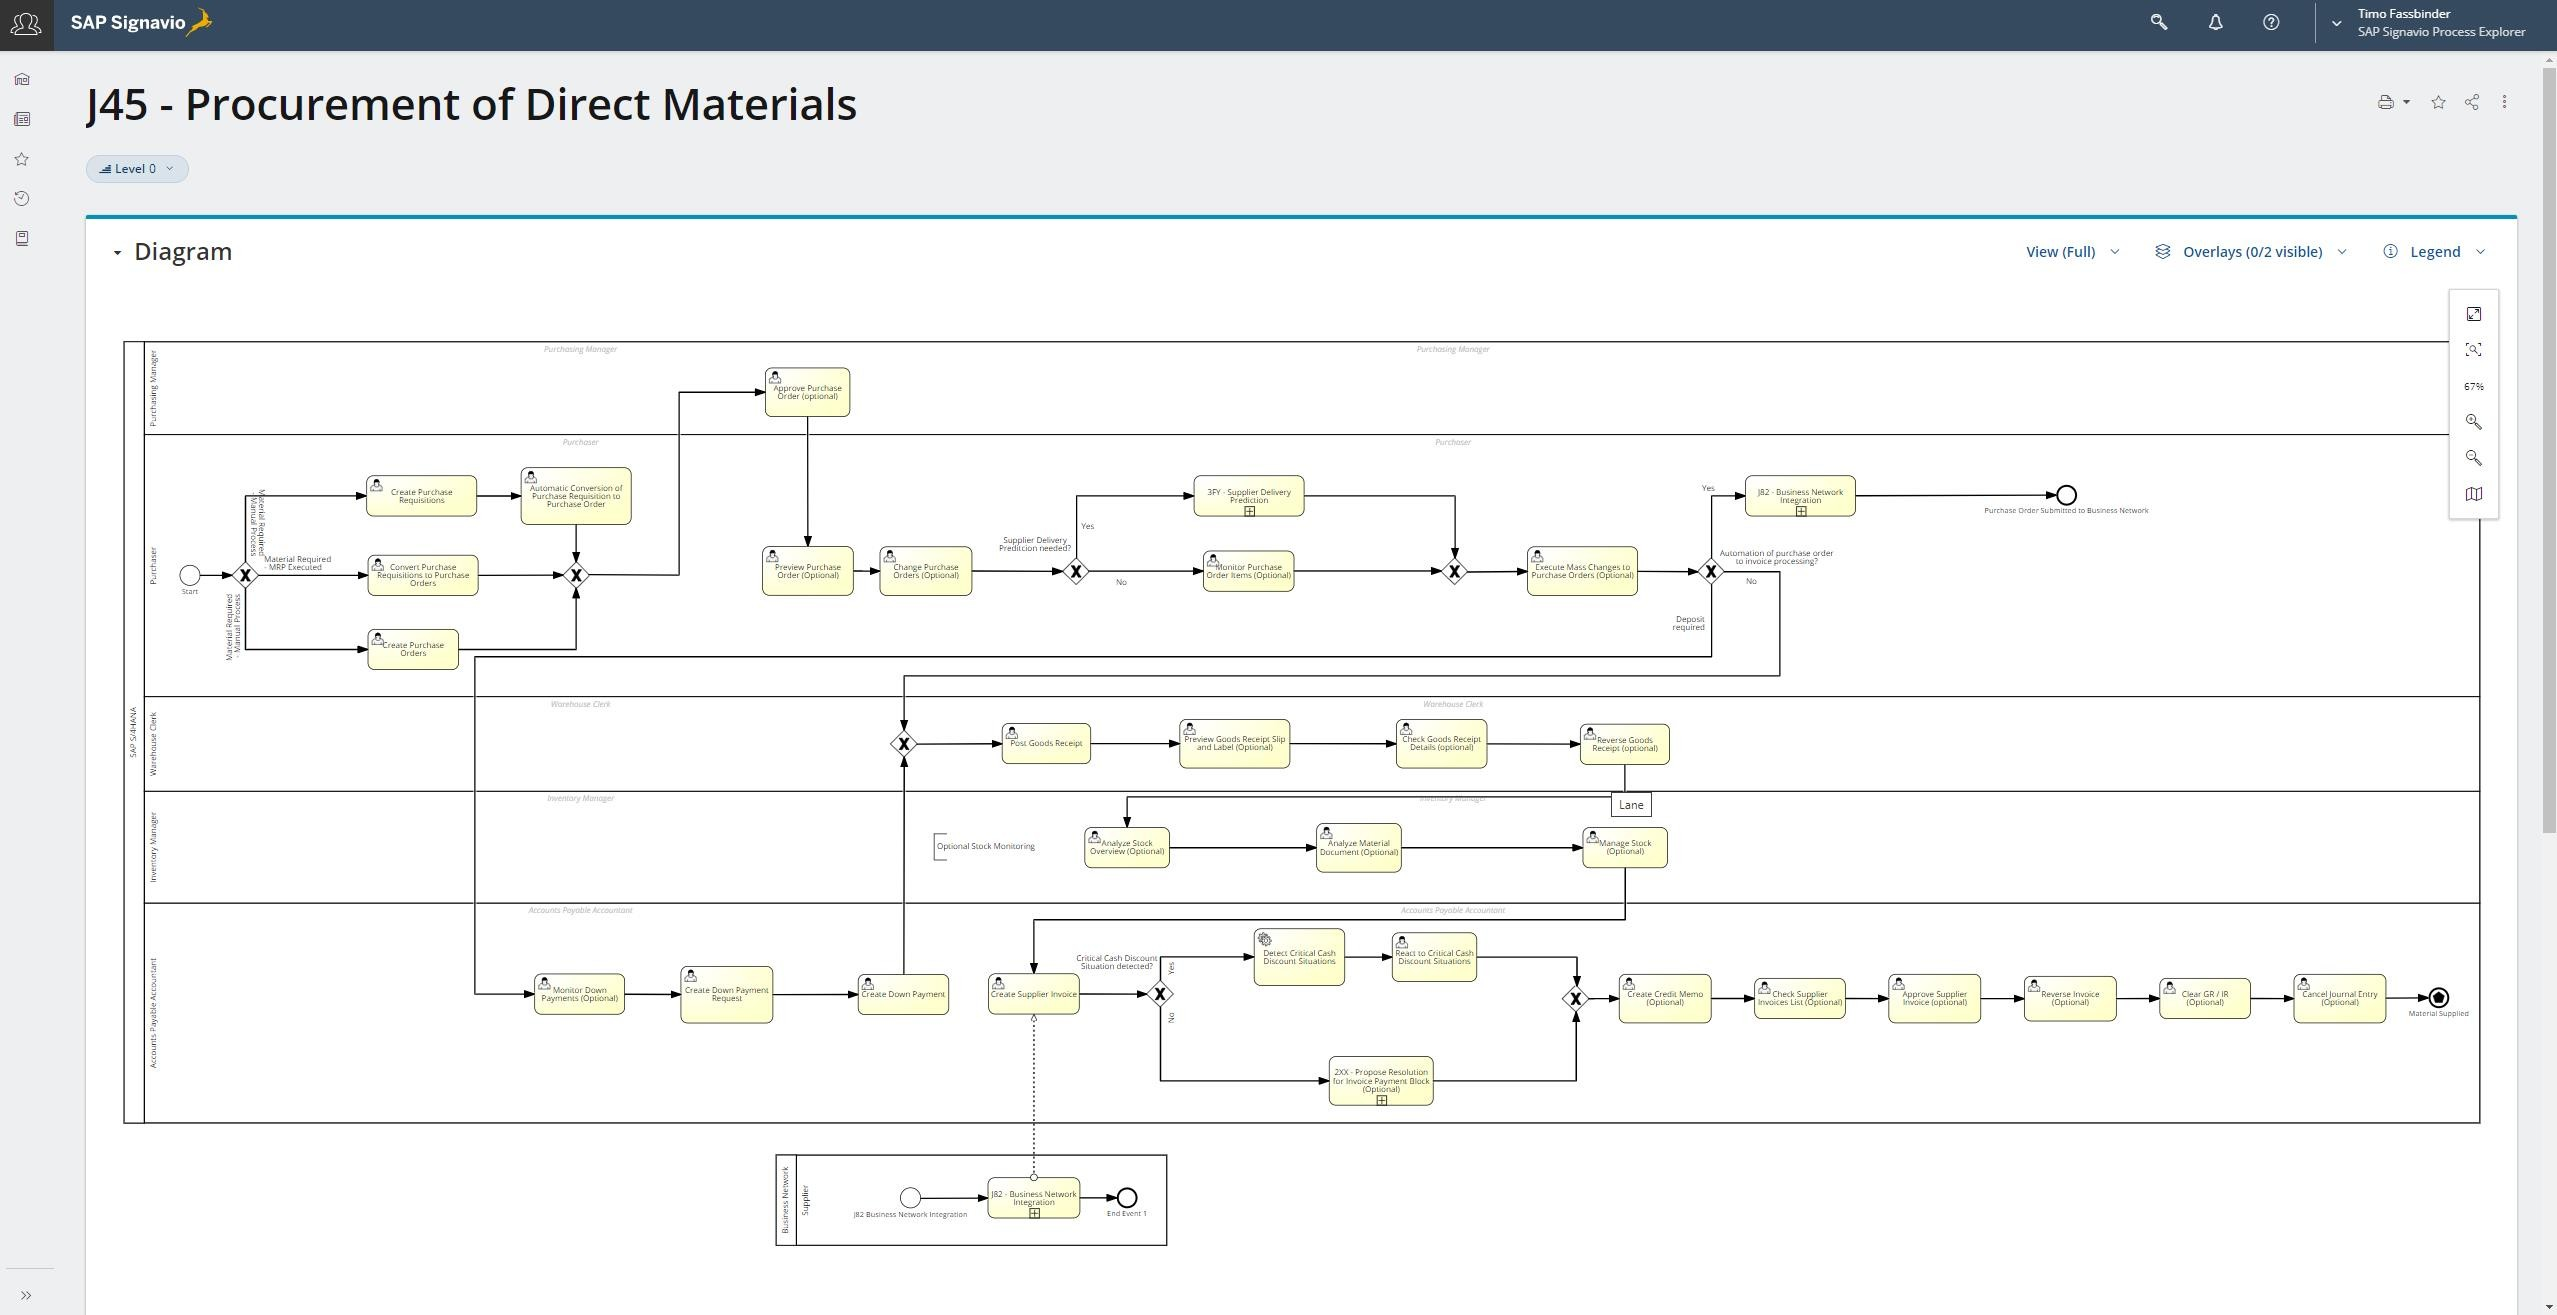 SAP Signavio
Timo Fassbinder
SAP Signavio Process Explorer
J45 - Procurement of Direct Materials
Level 0
Diagram
View (Full)
Overlays (0/2 visible)
Legend
67%
SAP S/4HANA
Purchasing Manager
Purchasing Manager
Purchasing Manager
Approve Purchase
Order (optional)
Purchaser
Purchaser
Purchaser
Start
Material Required
- Manual Process
Material Required
- MRP Executed
Material Required
- Manual Process
Create Purchase
Requisitions
Automatic Conversion of
Purchase Requisition to
Purchase Order
Convert Purchase
Requisitions to Purchase
Orders
Create Purchase
Orders
Preview Purchase
Order (Optional)
Change Purchase
Orders (Optional)
Supplier Delivery
Preditcion needed?
Yes
No
3FY - Supplier Delivery
Prediction
Monitor Purchase
Order Items (Optional)
Execute Mass Changes to
Purchase Orders (Optional)
Automation of purchase order
to invoice processing?
Yes
No
Deposit
required
J82 - Business Network
Integration
Purchase Order Submitted to Business Network
Warehouse Clerk
Warehouse Clerk
Warehouse Clerk
Post Goods Receipt
Preview Goods Receipt Slip
and Label (Optional)
Check Goods Receipt
Details (optional)
Reverse Goods
Receipt (optional)
Inventory Manager
Inventory Manager
Inventory Manager
Lane
Optional Stock Monitoring
Analyze Stock
Overview (Optional)
Analyze Material
Document (Optional)
Manage Stock
(Optional)
Accounts Payable Accountant
Accounts Payable Accountant
Accounts Payable Accountant
Monitor Down
Payments (Optional)
Create Down Payment
Request
Create Down Payment
Create Supplier Invoice
Critical Cash Discount
Situation detected?
Yes
No
Detect Critical Cash
Discount Situations
React to Critical Cash
Discount Situations
2XX - Propose Resolution
for Invoice Payment Block
(Optional)
Create Credit Memo
(Optional)
Check Supplier
Invoices List (Optional)
Approve Supplier
Invoice (optional)
Reverse Invoice
(Optional)
Clear GR / IR
(Optional)
Cancel Journal Entry
(Optional)
Material Supplied
Business Network
Supplier
J82 Business Network Integration
J82 - Business Network
Integration
End Event 1